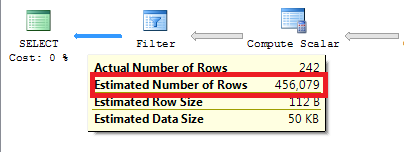 SELECT
Cost: 0 %
Filter
Compute Scalar
Actual Number of Rows 242
Estimated Number of Rows 456,079
Estimated Row Size 112 B
Estimated Data Size 50 KB